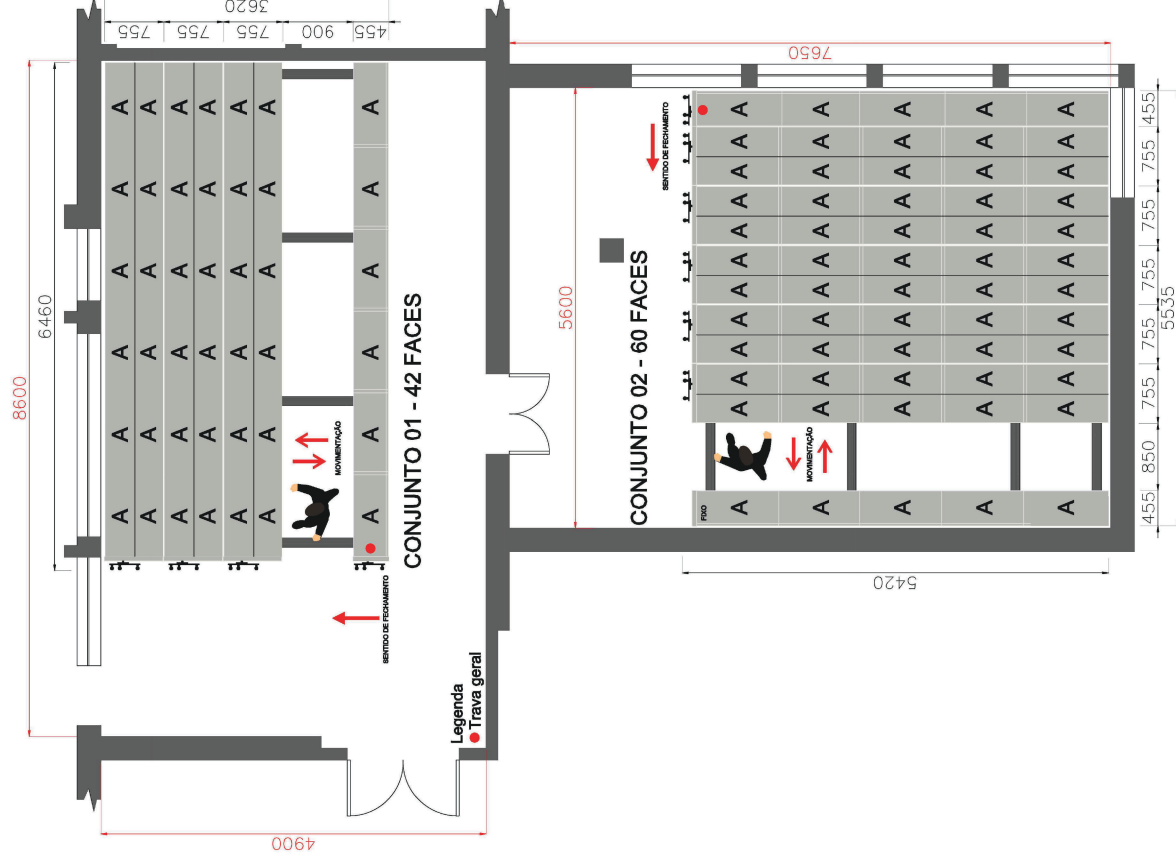 8600
6460
3620
755
755
755
900
455
A A A A A A
A A A A A A
A A A A A A
A A A A A A
A A A A A A
A A A A A A
MOVIMENTAÇÃO
A A A A A A
SENTIDO DE FECHAMENTO
CONJUNTO 01 - 42 FACES
4900
Legenda
Trava geral
5600
7650
CONJUNTO 02 - 60 FACES
SENTIDO DE FECHAMENTO
FIXO
A A A A A A A A A A A A
MOVIMENTAÇÃO
A A A A A A A A A A A A
A A A A A A A A A A A A
A A A A A A A A A A A A
A A A A A A A A A A A A
5420
455 850 755 755 755 755 755 455
5535